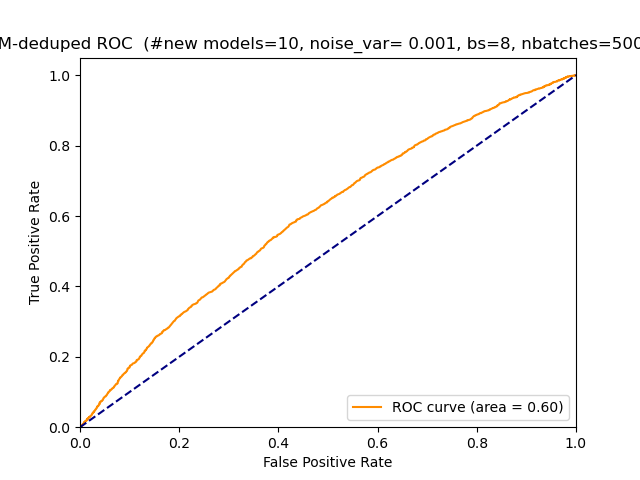 M-deduped ROC  (#new models=10, noise_var= 0.001, bs=8, nbatches=500
True Positive Rate
1.0
0.8
0.6
0.4
0.2
0.0
ROC curve (area = 0.60)
0.0 0.2 0.4 0.6 0.8 1.0
False Positive Rate